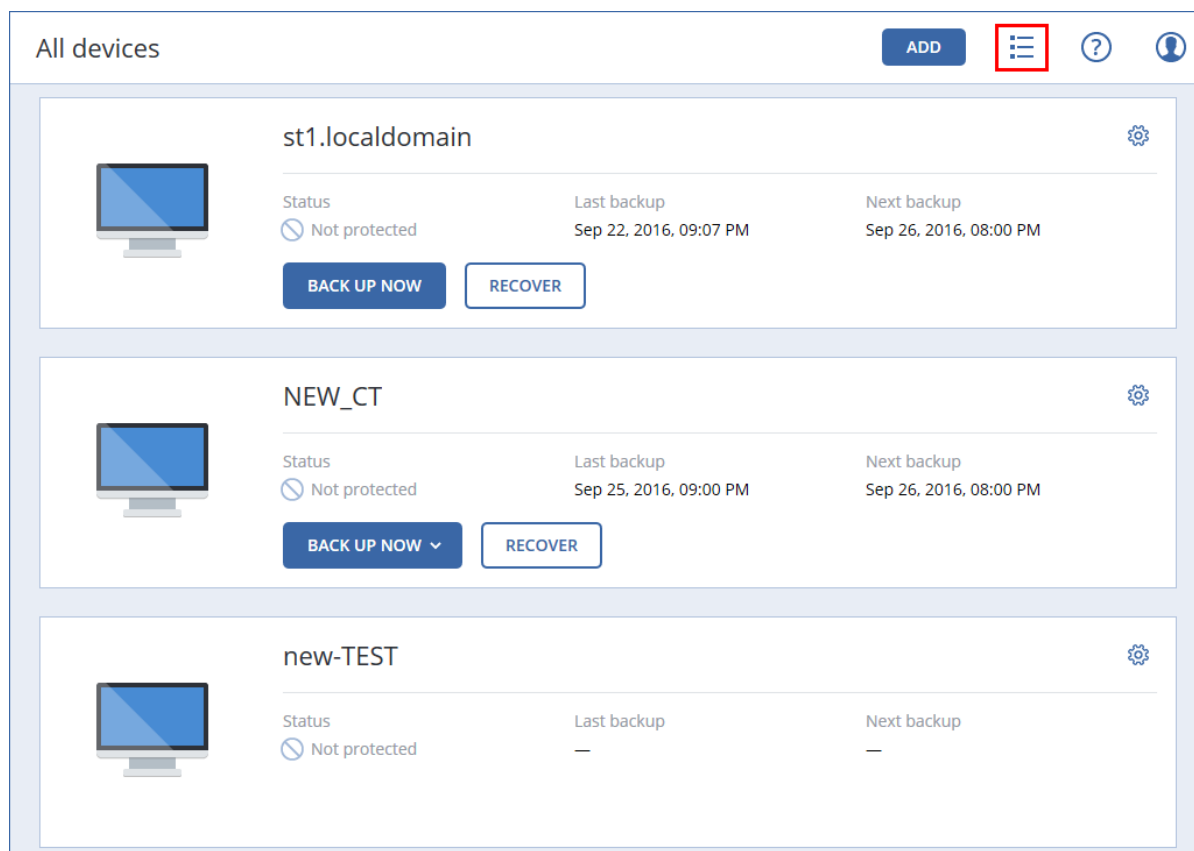 All devices ADD ?
st1.localdomain
Status Last backup Next backup
Not protected Sep 22, 2016, 09:07 PM Sep 26, 2016, 08:00 PM
BACK UP NOW RECOVER
NEW_CT
Status Last backup Next backup
Not protected Sep 25, 2016, 09:00 PM Sep 26, 2016, 08:00 PM
BACK UP NOW RECOVER
new-TEST
Status Last backup Next backup
Not protected — —